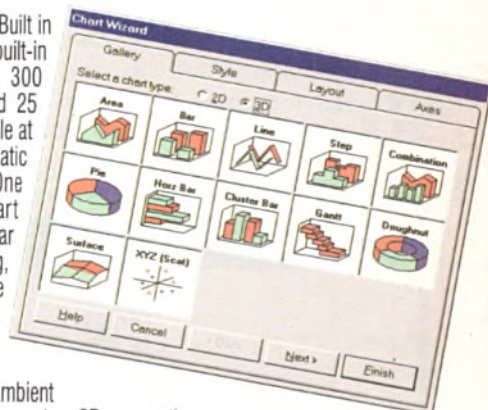 Built in
built-in
300
d 25
le at
atic
One
art
ar
g,
e
Ambient
Chart Wizard
Gallery Style Layout Axes
Select a chart type: 2D 3D
Area Bar Line Step Combination
Pie Horz Bar Cluster Bar Gantt Doughnut
Surface XYZ (Scat)
Help Cancel Next > Finish